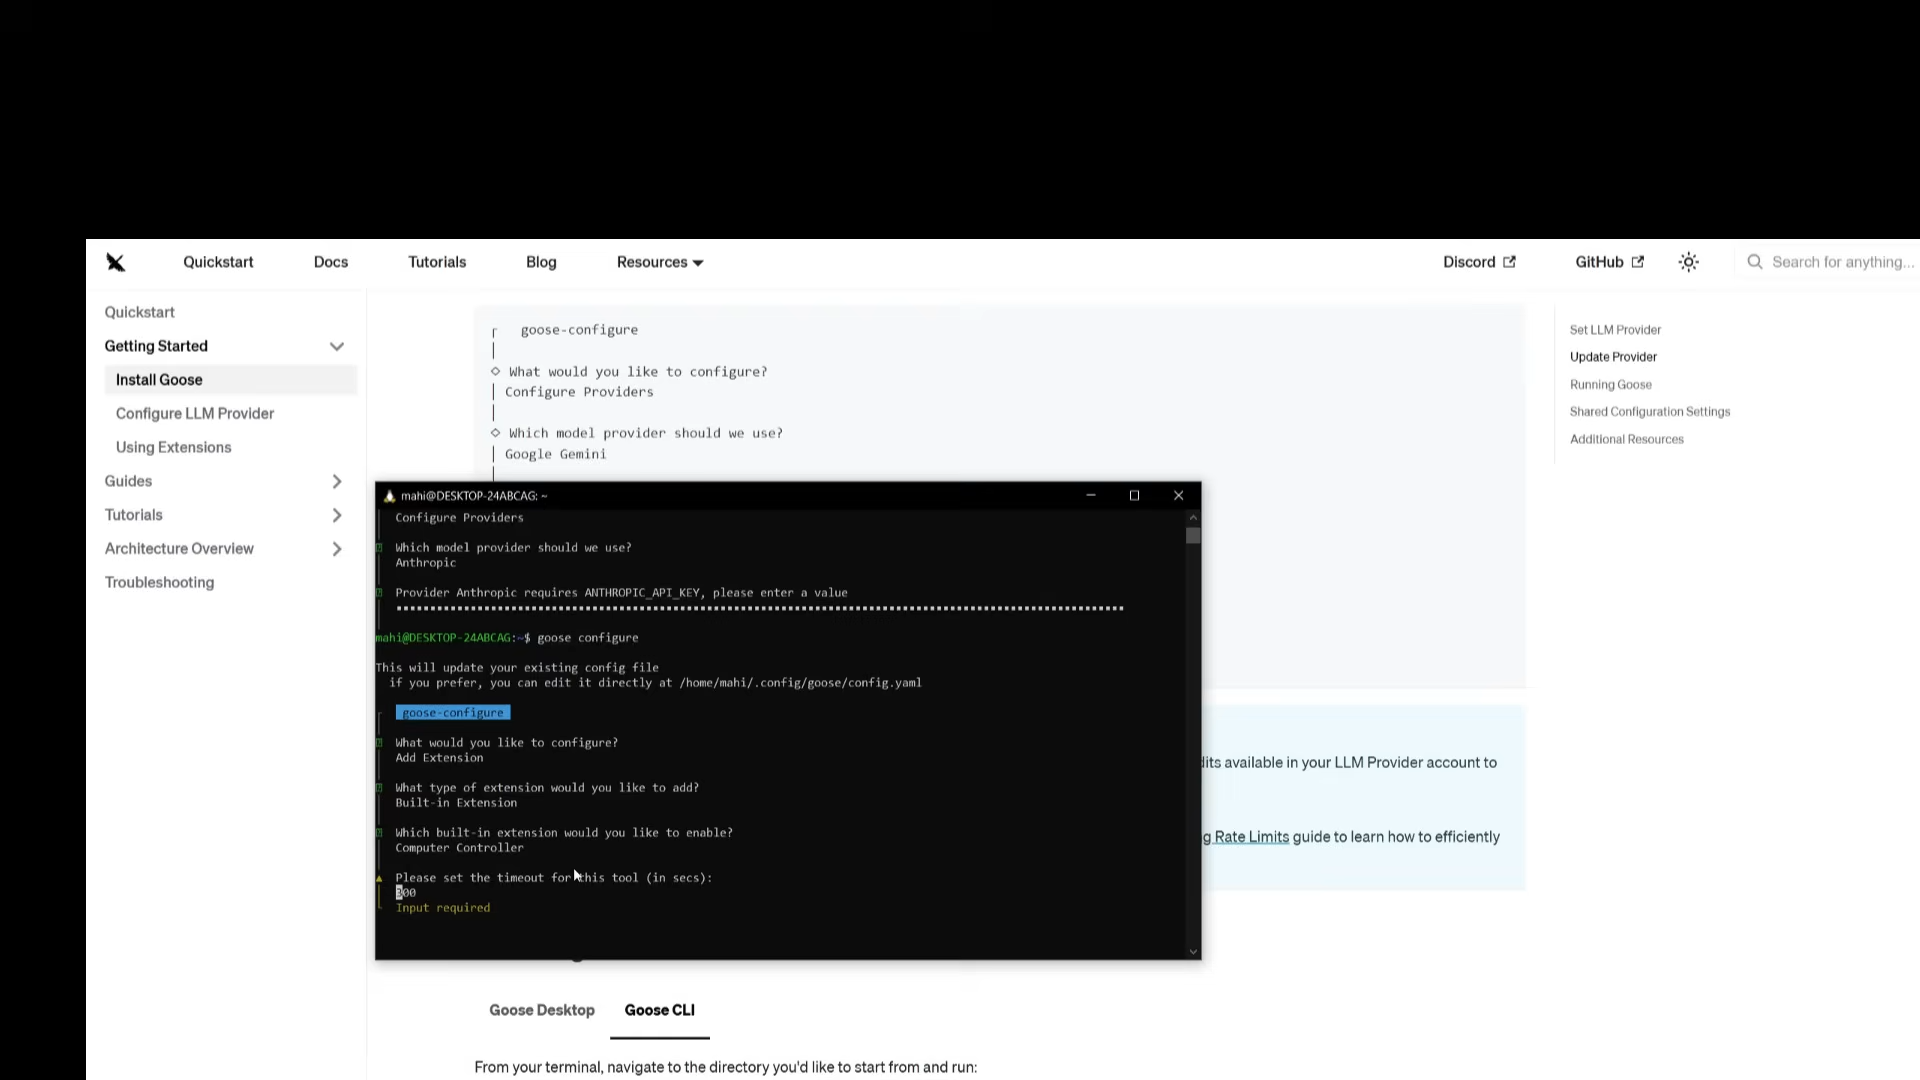 Quickstart
Docs
Tutorials
Blog
Resources
Discord
GitHub
Search for anything...
Quickstart
Getting Started
Install Goose
Configure LLM Provider
Using Extensions
Guides
Tutorials
Architecture Overview
Troubleshooting
goose-configure
What would you like to configure?
Configure Providers
Which model provider should we use?
Google Gemini
Set LLM Provider
Update Provider
Running Goose
Shared Configuration Settings
Additional Resources
mahi@DESKTOP-24ABCAG: ~
Configure Providers
Which model provider should we use?
Anthropic
Provider Anthropic requires ANTHROPIC_API_KEY, please enter a value
mahi@DESKTOP-24ABCAG:~$ goose configure
This will update your existing config file
if you prefer, you can edit it directly at /home/mahi/.config/goose/config.yaml
goose-configure
What would you like to configure?
Add Extension
What type of extension would you like to add?
Built-in Extension
Which built-in extension would you like to enable?
Computer Controller
Please set the timeout for this tool (in secs):
300
Input required
available in your LLM Provider account to
Rate Limits guide to learn how to efficiently
Goose Desktop
Goose CLI
From your terminal, navigate to the directory you'd like to start from and run: